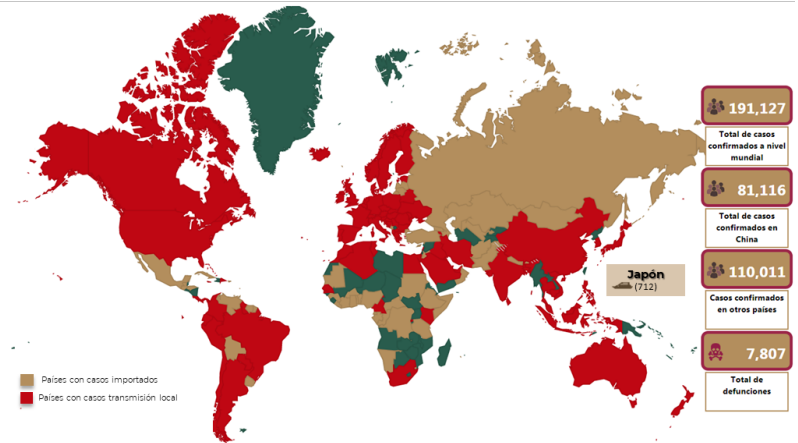 191,127
Total de casos
confirmados a nivel
mundial
81,116
Total de casos
confirmados en
China
Japón
(712)
110,011
Casos confirmados
en otros países
7,807
Total de
defunciones
Países con casos importados
Países con casos transmisión local